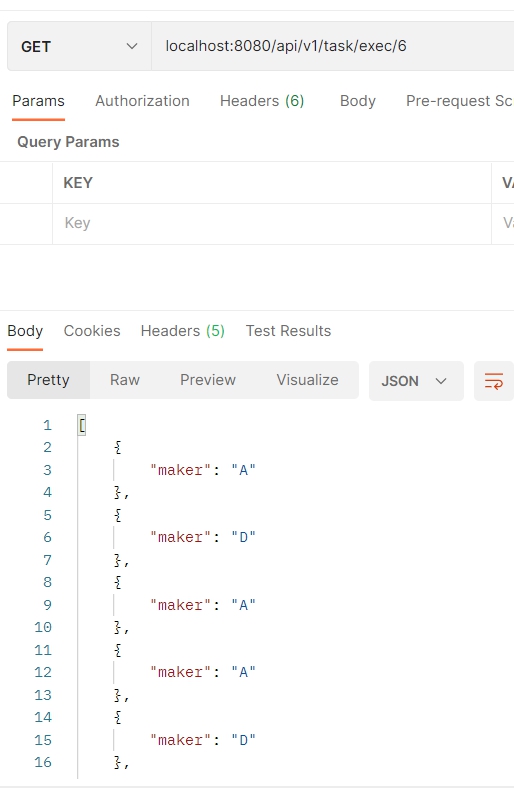 GET localhost:8080/api/v1/task/exec/6
Params Authorization Headers (6) Body Pre-request Sc
Query Params
KEY VA
Key Va
Body Cookies Headers (5) Test Results
Pretty Raw Preview Visualize JSON
1 [
2 {
3 "maker": "A"
4 },
5 {
6 "maker": "D"
7 },
8 {
9 "maker": "A"
10 },
11 {
12 "maker": "A"
13 },
14 {
15 "maker": "D"
16 },